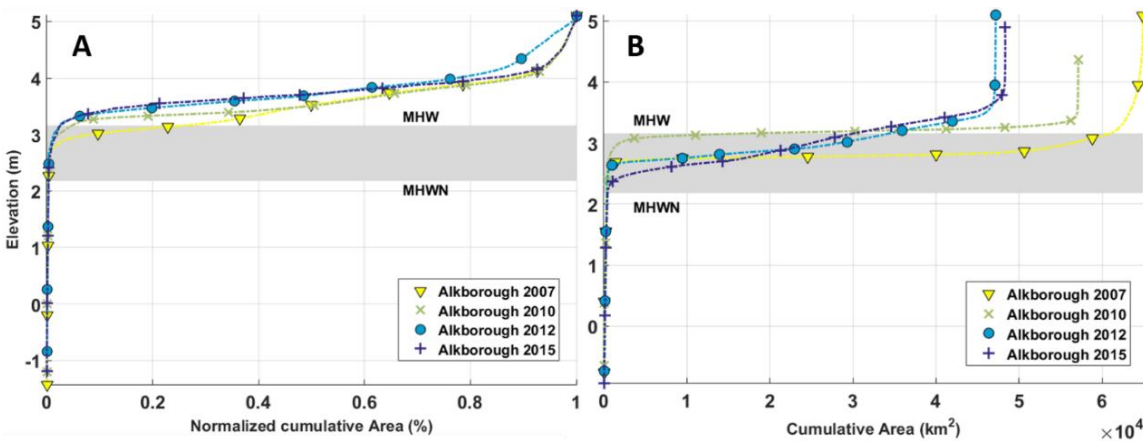 A
5
4
3
2
1
0
-1
Elevation (m)
MHW
MHWN
Alkborough 2007
Alkborough 2010
Alkborough 2012
Alkborough 2015
0
0.2
0.4
0.6
0.8
1
Normalized cumulative Area (%)
B
5
4
3
2
1
0
MHW
MHWN
Alkborough 2007
Alkborough 2010
Alkborough 2012
Alkborough 2015
0
1
2
3
4
5
6
Cumulative Area (km²)
×10⁴